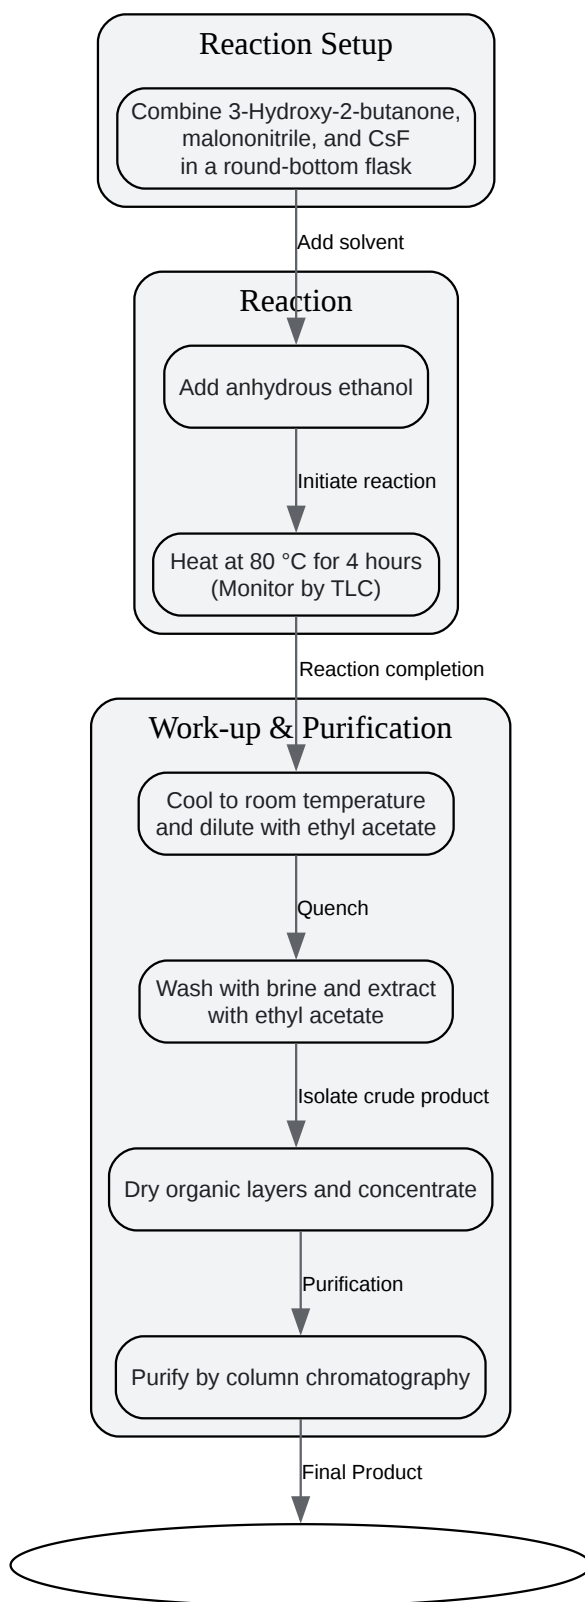 Reaction Setup
Combine 3-Hydroxy-2-butanone,
malononitrile, and CsF
in a round-bottom flask
Add solvent
Reaction
Add anhydrous ethanol
Initiate reaction
Heat at 80 °C for 4 hours
(Monitor by TLC)
Reaction completion
Work-up & Purification
Cool to room temperature
and dilute with ethyl acetate
Quench
Wash with brine and extract
with ethyl acetate
Isolate crude product
Dry organic layers and concentrate
Purification
Purify by column chromatography
Final Product